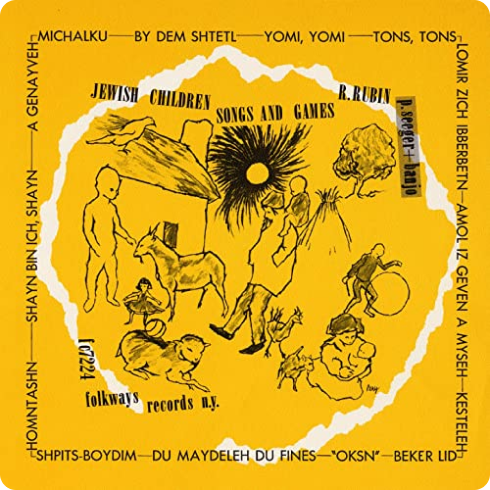 MICHALKU — BY DEM SHTETL — YOMI, YOMI — TONS, TONS
LOMIR ZICH IBBERBETN — AMOL IZ GEVEN A MYSEH — KESTELEH
SHPITS-BOYDIM — DU MAYDELEH DU FINES — "OKSN" — BEKER LID
HOMNTASHN — SHAYN BIN ICH, SHAYN — A GENAYVEH
JEWISH CHILDREN
SONGS AND GAMES
R. RUBIN
p. seeger + banjo
fc7224
folkways records n.y.